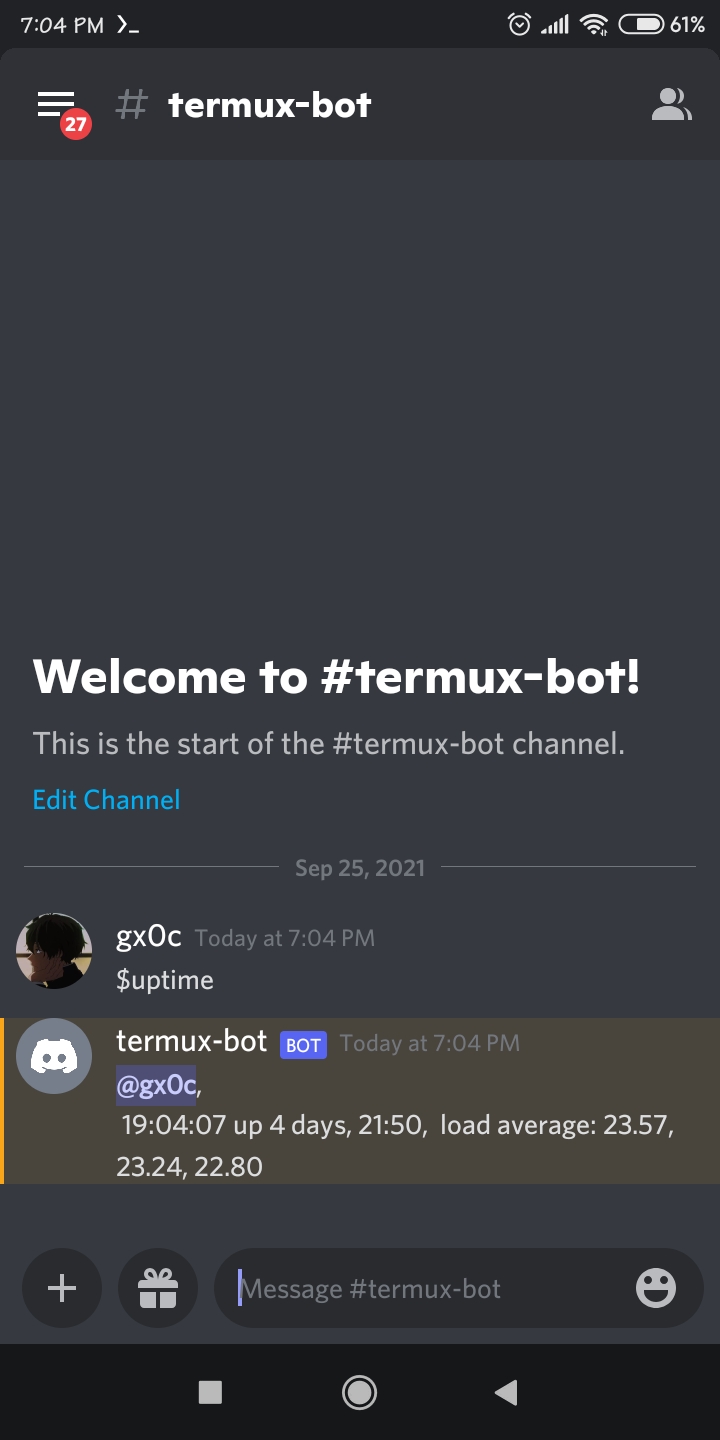 7:04 PM
61%
27
# termux-bot
Welcome to #termux-bot!
This is the start of the #termux-bot channel.
Edit Channel
Sep 25, 2021
gx0c Today at 7:04 PM
$uptime
termux-bot BOT Today at 7:04 PM
@gx0c,
19:04:07 up 4 days, 21:50,  load average: 23.57,
23.24, 22.80
Message #termux-bot